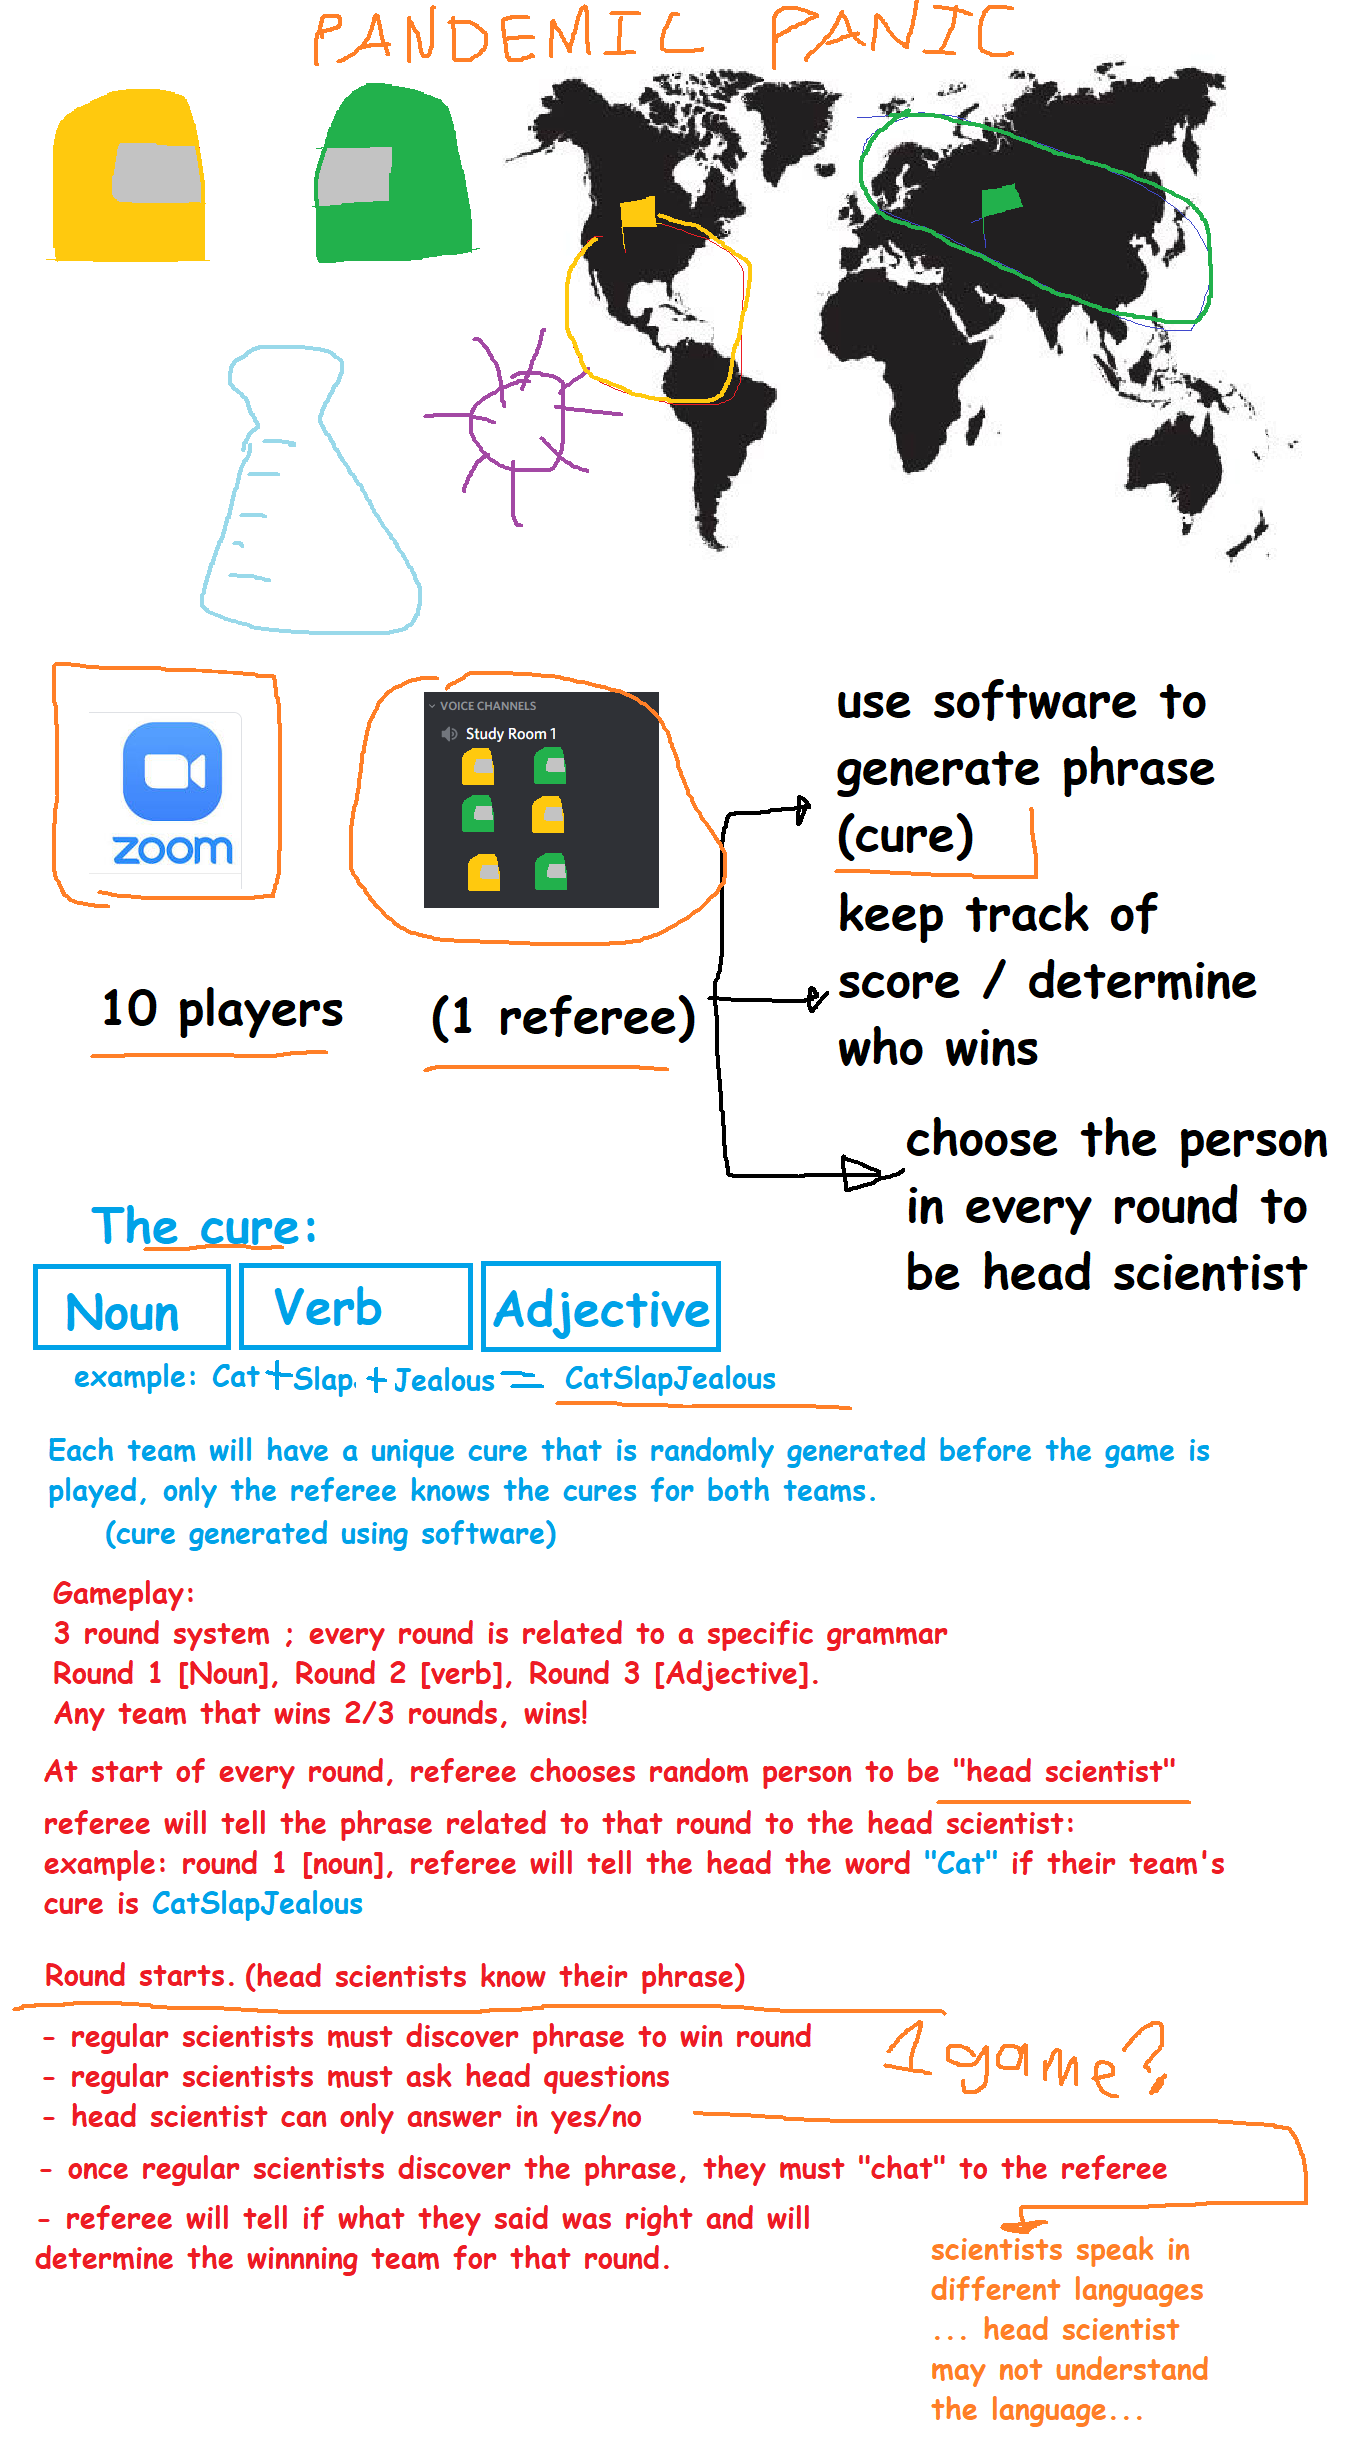 PANDEMIC PANIC
VOICE CHANNELS
Study Room 1
zoom
use software to
generate phrase
(cure)
keep track of
score / determine
who wins
10 players
(1 referee)
choose the person
in every round to
be head scientist
The cure:
Noun Verb Adjective
example: Cat + Slap + Jealous = CatSlapJealous
Each team will have a unique cure that is randomly generated before the game is
played, only the referee knows the cures for both teams.
(cure generated using software)
Gameplay:
3 round system ; every round is related to a specific grammar
Round 1 [Noun], Round 2 [verb], Round 3 [Adjective].
Any team that wins 2/3 rounds, wins!
At start of every round, referee chooses random person to be "head scientist"
referee will tell the phrase related to that round to the head scientist:
example: round 1 [noun], referee will tell the head the word "Cat" if their team's
cure is CatSlapJealous
Round starts. (head scientists know their phrase)
- regular scientists must discover phrase to win round
- regular scientists must ask head questions
- head scientist can only answer in yes/no
1 game?
- once regular scientists discover the phrase, they must "chat" to the referee
- referee will tell if what they said was right and will
determine the winnning team for that round.
scientists speak in
different languages
... head scientist
may not understand
the language...